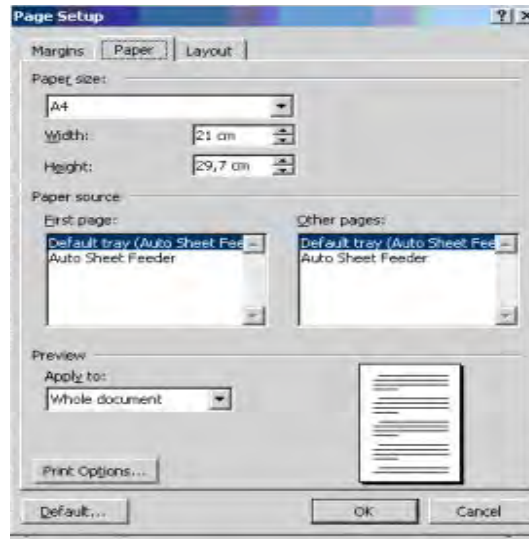 Page Setup
Margins Paper Layout
Paper size:
A4
Width: 21 cm
Height: 29,7 cm
Paper source
First page: Other pages:
Default tray (Auto Sheet Fee Default tray (Auto Sheet Fee
Auto Sheet Feeder Auto Sheet Feeder
Preview
Apply to:
Whole document
Print Options...
Default... OK Cancel